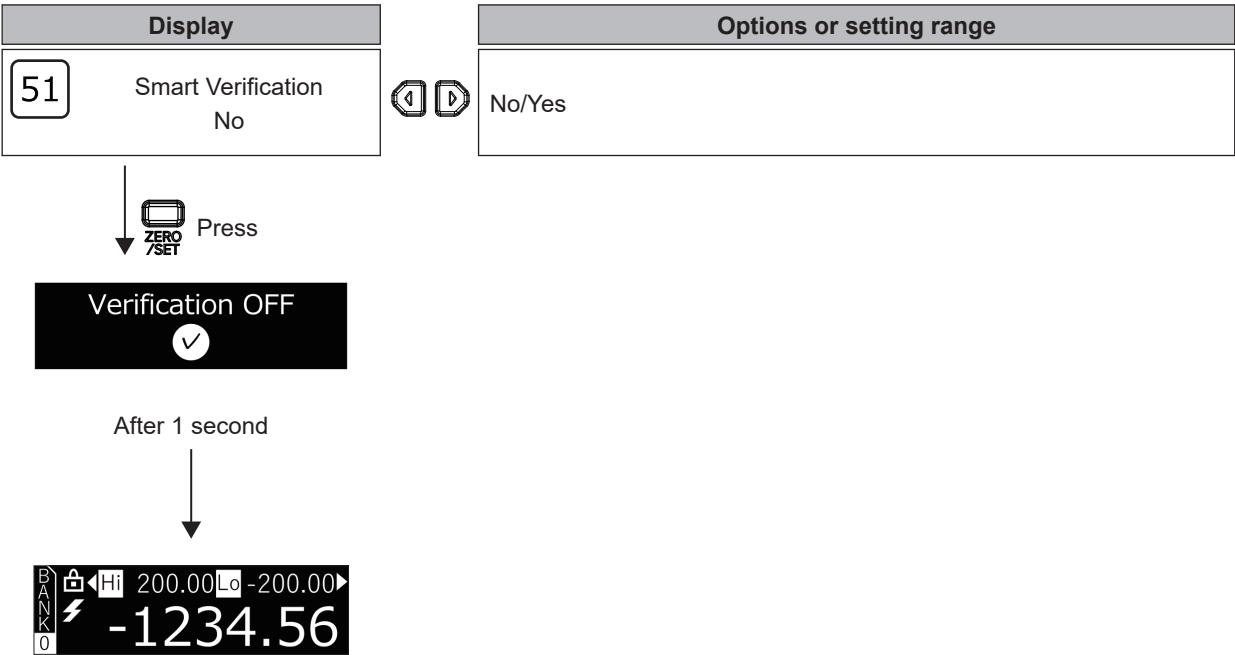 Display
Options or setting range
51
Smart Verification
No
No/Yes
ZERO
/SET
Press
Verification OFF
After 1 second
BANK
0
Hi 200.00 Lo -200.00
-1234.56